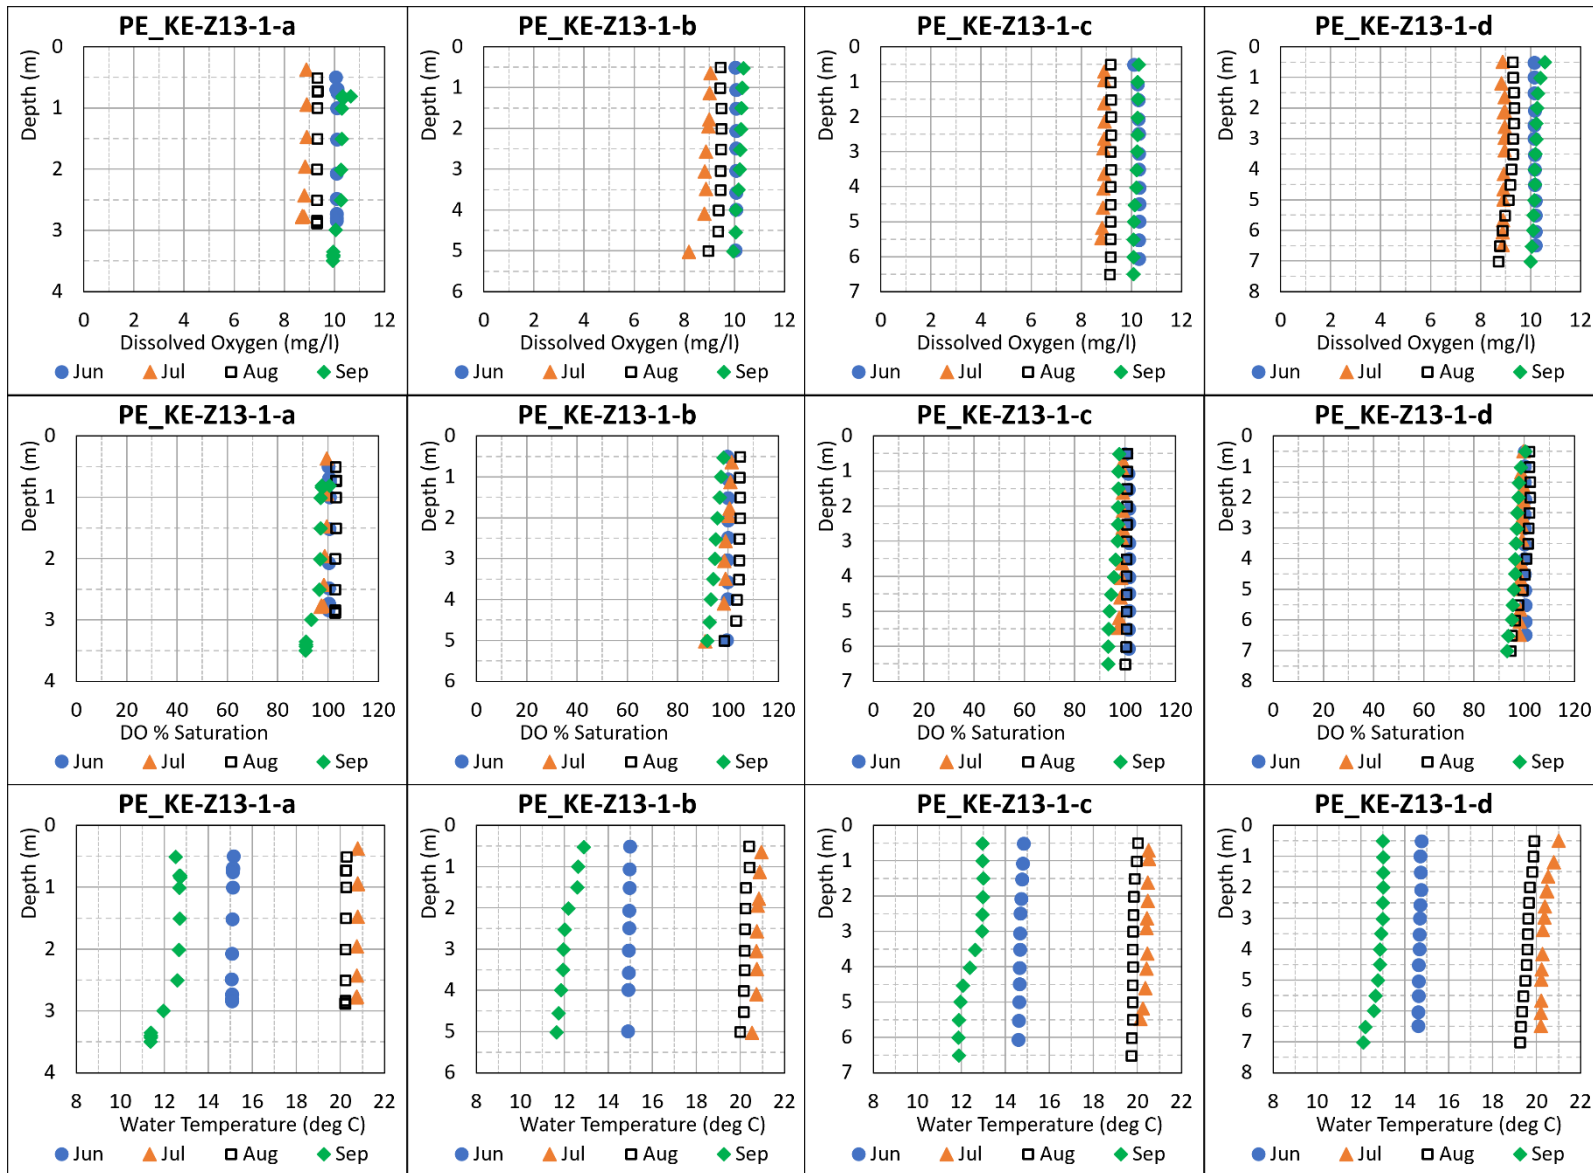 PE_KE-Z13-1-a
Depth (m)
0
1
2
3
4
0 2 4 6 8 10 12
Dissolved Oxygen (mg/l)
Jun Jul Aug Sep
PE_KE-Z13-1-b
Depth (m)
0
1
2
3
4
5
6
0 2 4 6 8 10 12
Dissolved Oxygen (mg/l)
Jun Jul Aug Sep
PE_KE-Z13-1-c
Depth (m)
0
1
2
3
4
5
6
7
0 2 4 6 8 10 12
Dissolved Oxygen (mg/l)
Jun Jul Aug Sep
PE_KE-Z13-1-d
Depth (m)
0
1
2
3
4
5
6
7
8
0 2 4 6 8 10 12
Dissolved Oxygen (mg/l)
Jun Jul Aug Sep
PE_KE-Z13-1-a
Depth (m)
0
1
2
3
4
0 20 40 60 80 100 120
DO % Saturation
Jun Jul Aug Sep
PE_KE-Z13-1-b
Depth (m)
0
1
2
3
4
5
6
0 20 40 60 80 100 120
DO % Saturation
Jun Jul Aug Sep
PE_KE-Z13-1-c
Depth (m)
0
1
2
3
4
5
6
7
0 20 40 60 80 100 120
DO % Saturation
Jun Jul Aug Sep
PE_KE-Z13-1-d
Depth (m)
0
1
2
3
4
5
6
7
8
0 20 40 60 80 100 120
DO % Saturation
Jun Jul Aug Sep
PE_KE-Z13-1-a
Depth (m)
0
1
2
3
4
8 10 12 14 16 18 20 22
Water Temperature (deg C)
Jun Jul Aug Sep
PE_KE-Z13-1-b
Depth (m)
0
1
2
3
4
5
6
8 10 12 14 16 18 20 22
Water Temperature (deg C)
Jun Jul Aug Sep
PE_KE-Z13-1-c
Depth (m)
0
1
2
3
4
5
6
7
8 10 12 14 16 18 20 22
Water Temperature (deg C)
Jun Jul Aug Sep
PE_KE-Z13-1-d
Depth (m)
0
1
2
3
4
5
6
7
8
8 10 12 14 16 18 20 22
Water Temperature (deg C)
Jun Jul Aug Sep